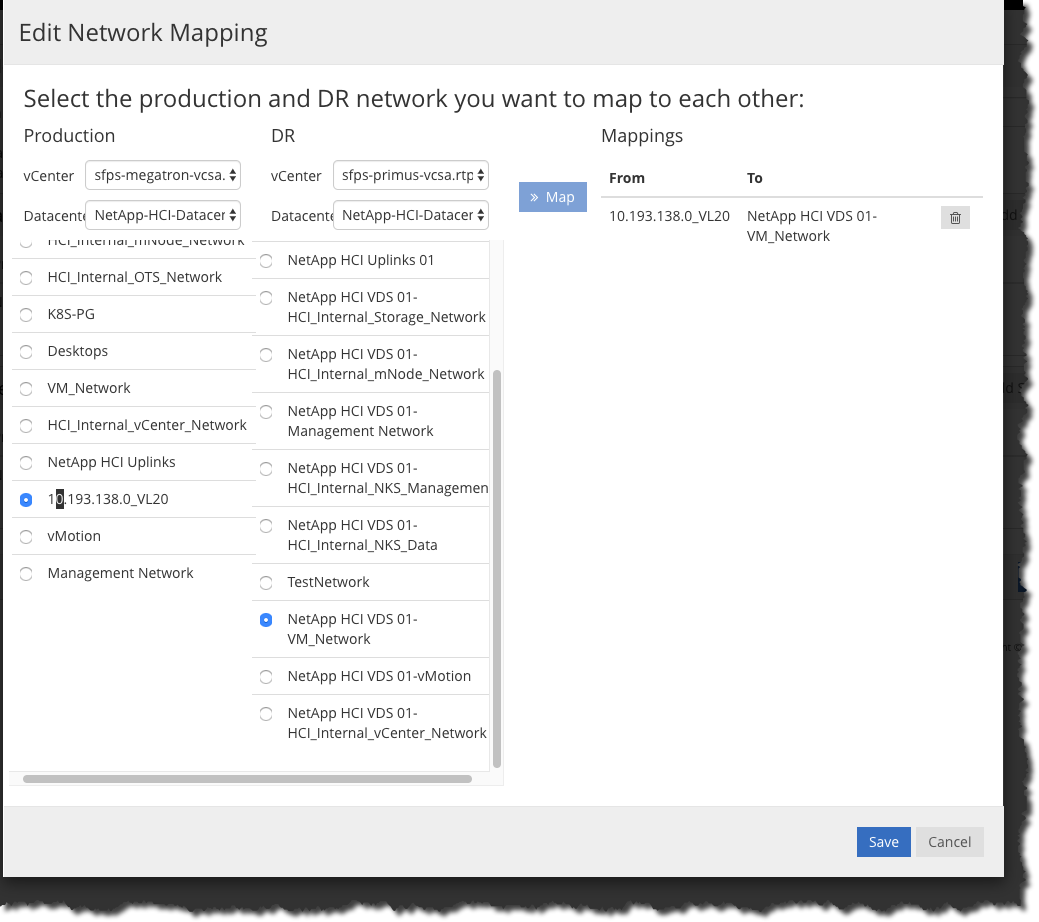 Edit Network Mapping
Select the production and DR network you want to map to each other:
Production
vCenter
sfps-megatron-vcsa.
Datacente
NetApp-HCI-Datacer
HCI_Internal_mNode_Network
HCI_Internal_OTS_Network
K8S-PG
Desktops
VM_Network
HCI_Internal_vCenter_Network
NetApp HCI Uplinks
10.193.138.0_VL20
vMotion
Management Network
DR
vCenter
sfps-primus-vcsa.rtp
Datacente
NetApp-HCI-Datacer
NetApp HCI Uplinks 01
NetApp HCI VDS 01-
HCI_Internal_Storage_Network
NetApp HCI VDS 01-
HCI_Internal_mNode_Network
NetApp HCI VDS 01-
Management Network
NetApp HCI VDS 01-
HCI_Internal_NKS_Managemen
NetApp HCI VDS 01-
HCI_Internal_NKS_Data
TestNetwork
NetApp HCI VDS 01-
VM_Network
NetApp HCI VDS 01-vMotion
NetApp HCI VDS 01-
HCI_Internal_vCenter_Network
» Map
Mappings
From To
10.193.138.0_VL20 NetApp HCI VDS 01-
VM_Network
Save Cancel